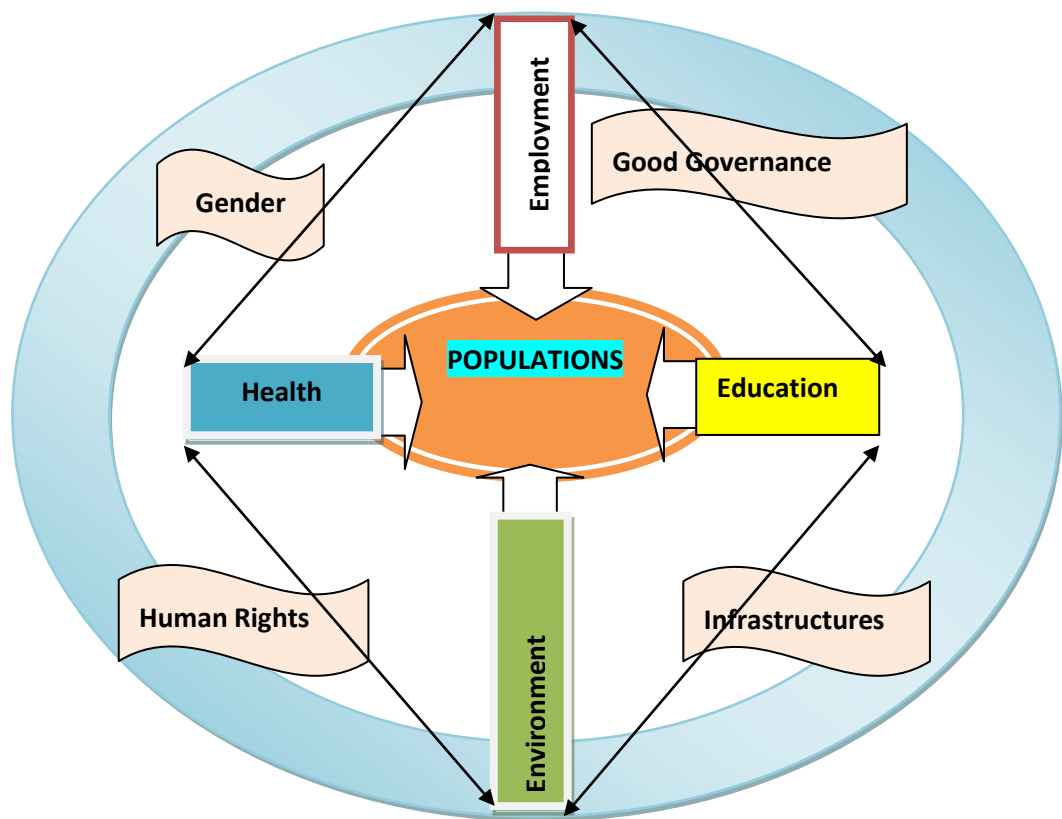 Employment
Good Governance
Gender
POPULATIONS
Health
Education
Human Rights
Infrastructures
Environment